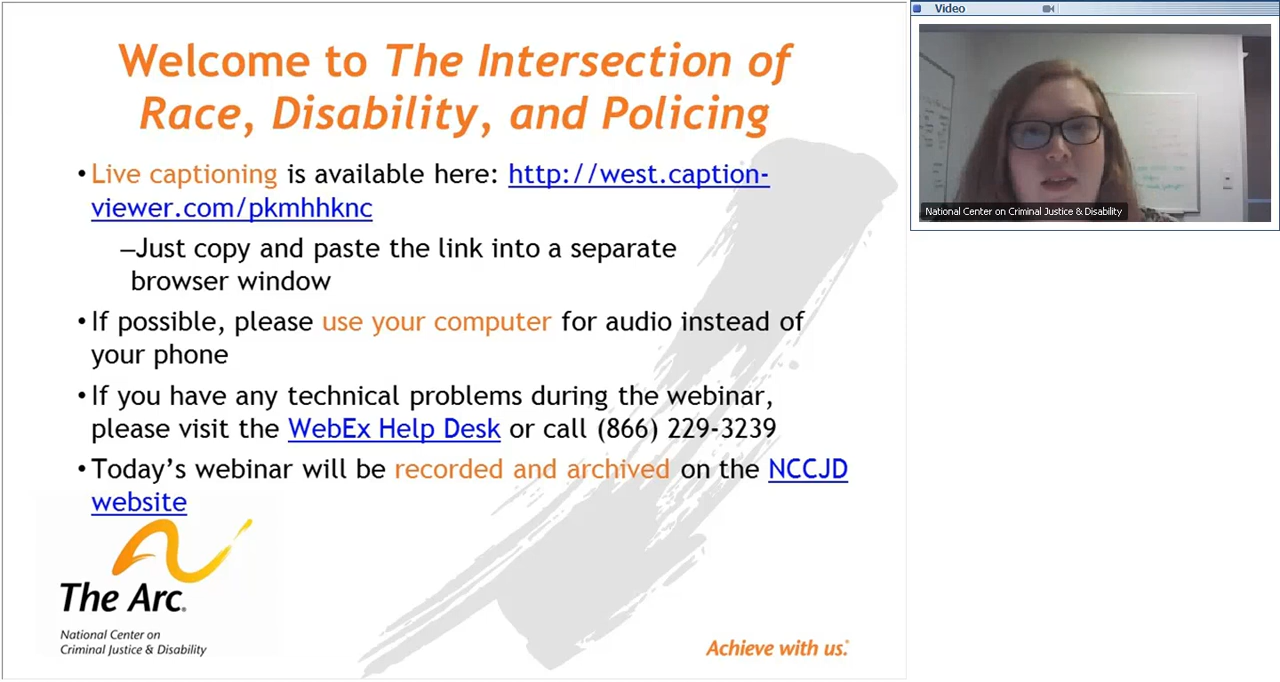 Welcome to The Intersection of
Race, Disability, and Policing
•Live captioning is available here: http://west.caption-
viewer.com/pkmhhknc
–Just copy and paste the link into a separate
browser window
•If possible, please use your computer for audio instead of
your phone
•If you have any technical problems during the webinar,
please visit the WebEx Help Desk or call (866) 229-3239
•Today’s webinar will be recorded and archived on the NCCJD
website
The Arc®
National Center on
Criminal Justice & Disability
Achieve with us.®
Video
National Center on Criminal Justice & Disability